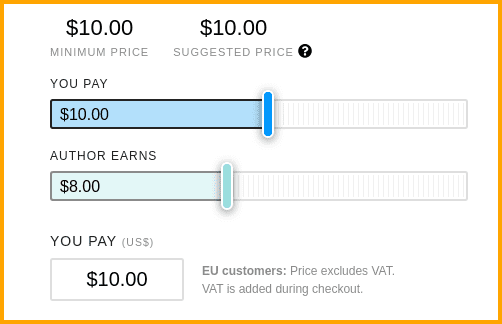 $10.00 $10.00
MINIMUM PRICE SUGGESTED PRICE ?
YOU PAY
$10.00
AUTHOR EARNS
$8.00
YOU PAY (US$)
$10.00
EU customers: Price excludes VAT.
VAT is added during checkout.